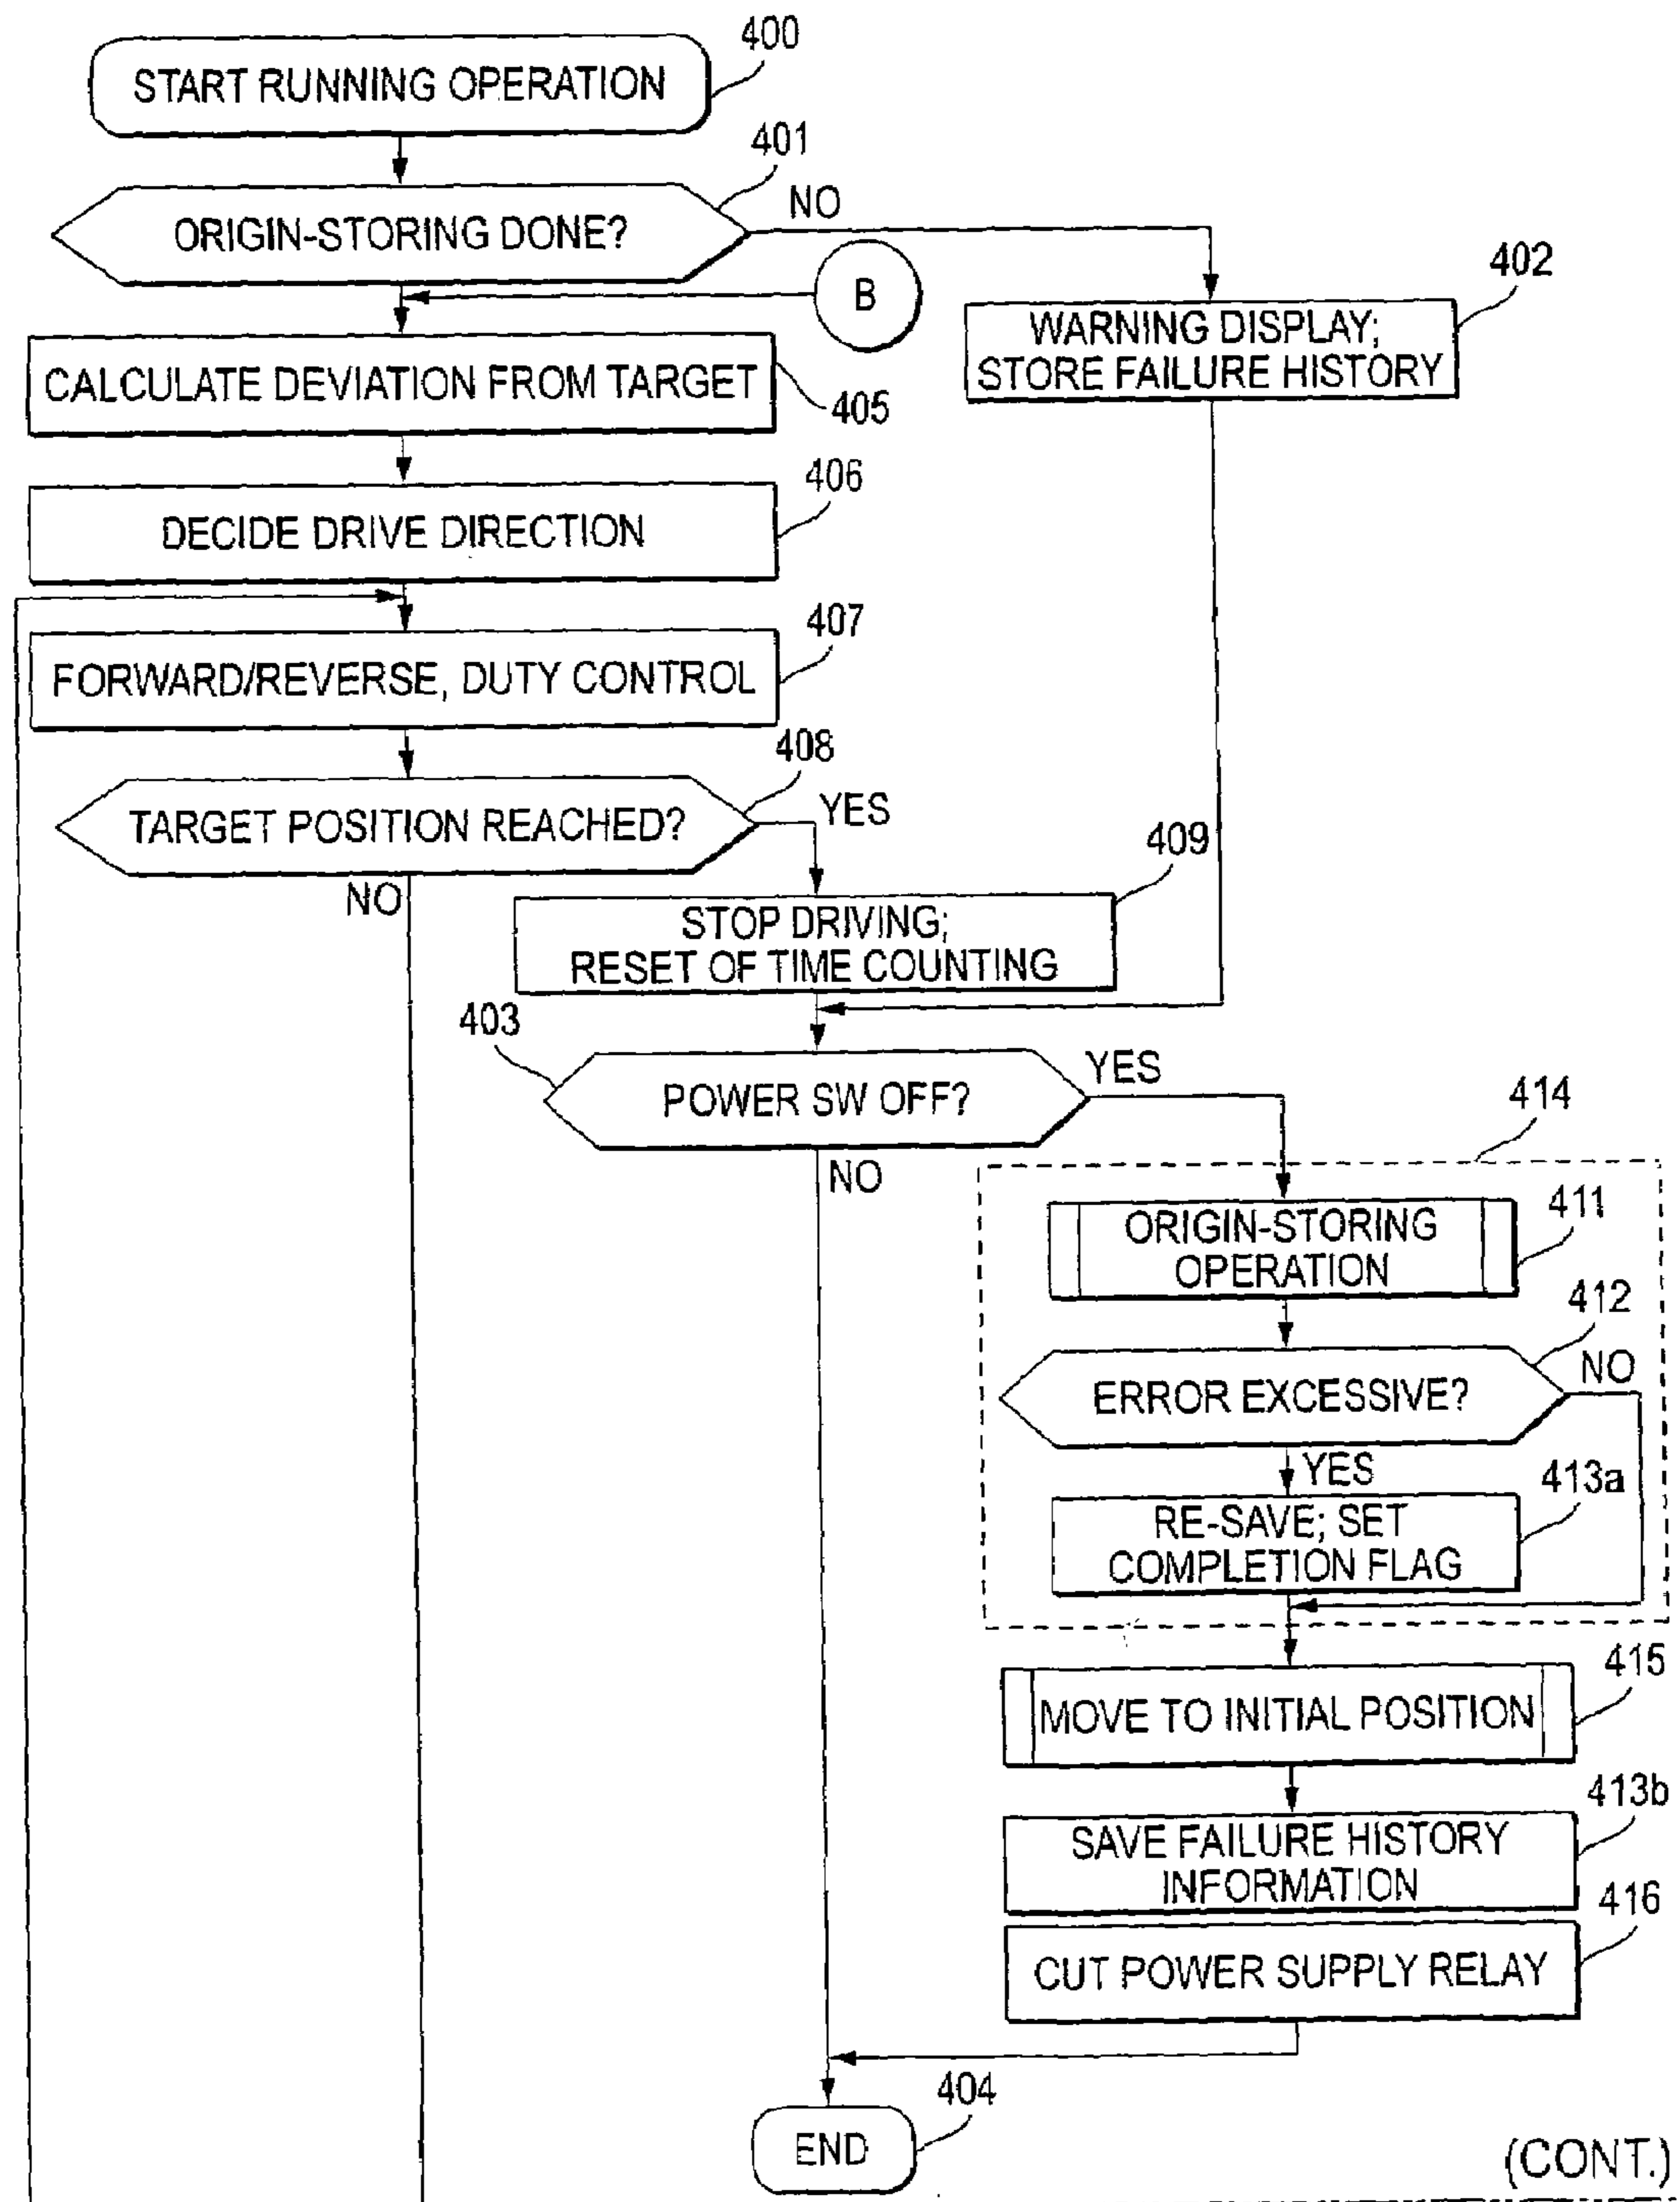 400
START RUNNING OPERATION
401
NO
ORIGIN-STORING DONE?
B
402
WARNING DISPLAY;
STORE FAILURE HISTORY
CALCULATE DEVIATION FROM TARGET
405
406
DECIDE DRIVE DIRECTION
407
FORWARD/REVERSE, DUTY CONTROL
408
TARGET POSITION REACHED?
YES
NO
409
STOP DRIVING;
RESET OF TIME COUNTING
403
POWER SW OFF?
YES
NO
414
411
ORIGIN-STORING
OPERATION
412
NO
ERROR EXCESSIVE?
YES
413a
RE-SAVE; SET
COMPLETION FLAG
415
MOVE TO INITIAL POSITION
413b
SAVE FAILURE HISTORY
INFORMATION
416
CUT POWER SUPPLY RELAY
404
END
(CONT.)